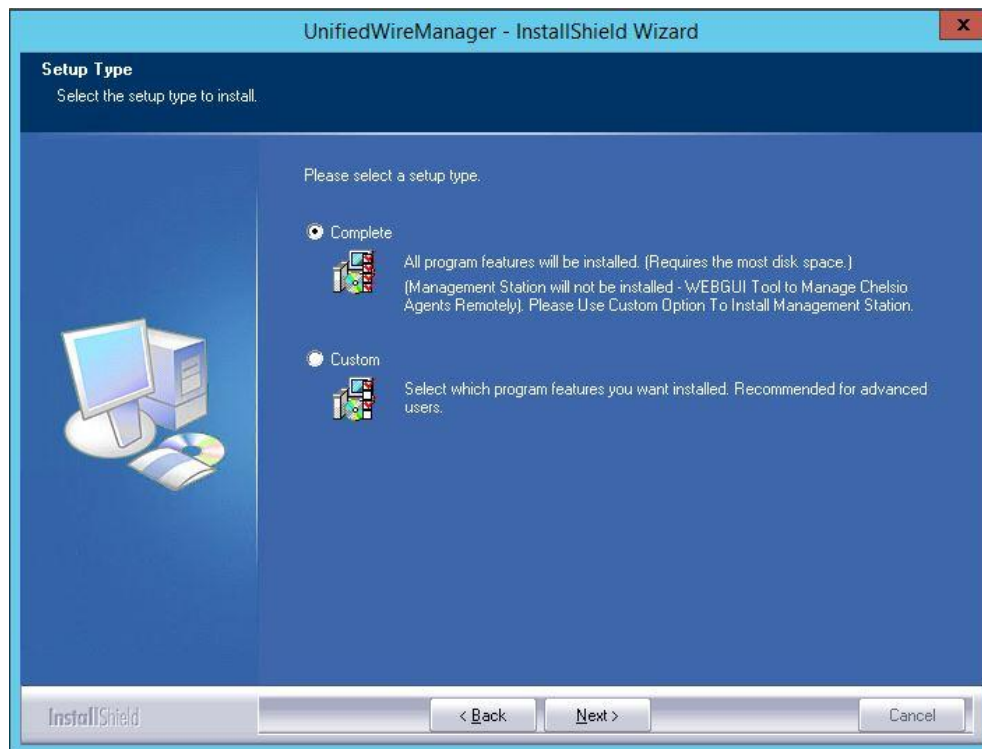 UnifiedWireManager - InstallShield Wizard
x
Setup Type
Select the setup type to install.
Please select a setup type.
Complete
All program features will be installed. (Requires the most disk space.)
(Management Station will not be installed - WEBGUI Tool to Manage Chelsio
Agents Remotely). Please Use Custom Option To Install Management Station.
Custom
Select which program features you want installed. Recommended for advanced
users.
InstallShield
< Back
Next >
Cancel